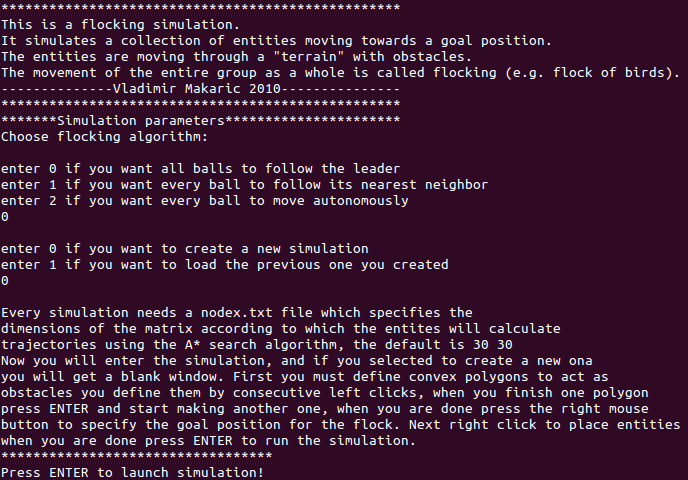 **************************************************
This is a flocking simulation.
It simulates a collection of entities moving towards a goal position.
The entities are moving through a "terrain" with obstacles.
The movement of the entire group as a whole is called flocking (e.g. flock of birds).
--------------Vladimir Makaric 2010---------------
**************************************************
*******Simulation parameters**********************
Choose flocking algorithm:

enter 0 if you want all balls to follow the leader
enter 1 if you want every ball to follow its nearest neighbor
enter 2 if you want every ball to move autonomously
0

enter 0 if you want to create a new simulation
enter 1 if you want to load the previous one you created
0

Every simulation needs a nodex.txt file which specifies the
dimensions of the matrix according to which the entites will calculate
trajectories using the A* search algorithm, the default is 30 30
Now you will enter the simulation, and if you selected to create a new ona
you will get a blank window. First you must define convex polygons to act as
obstacles you define them by consecutive left clicks, when you finish one polygon
press ENTER and start making another one, when you are done press the right mouse
button to specify the goal position for the flock. Next right click to place entities
when you are done press ENTER to run the simulation.
**********************************
Press ENTER to launch simulation!